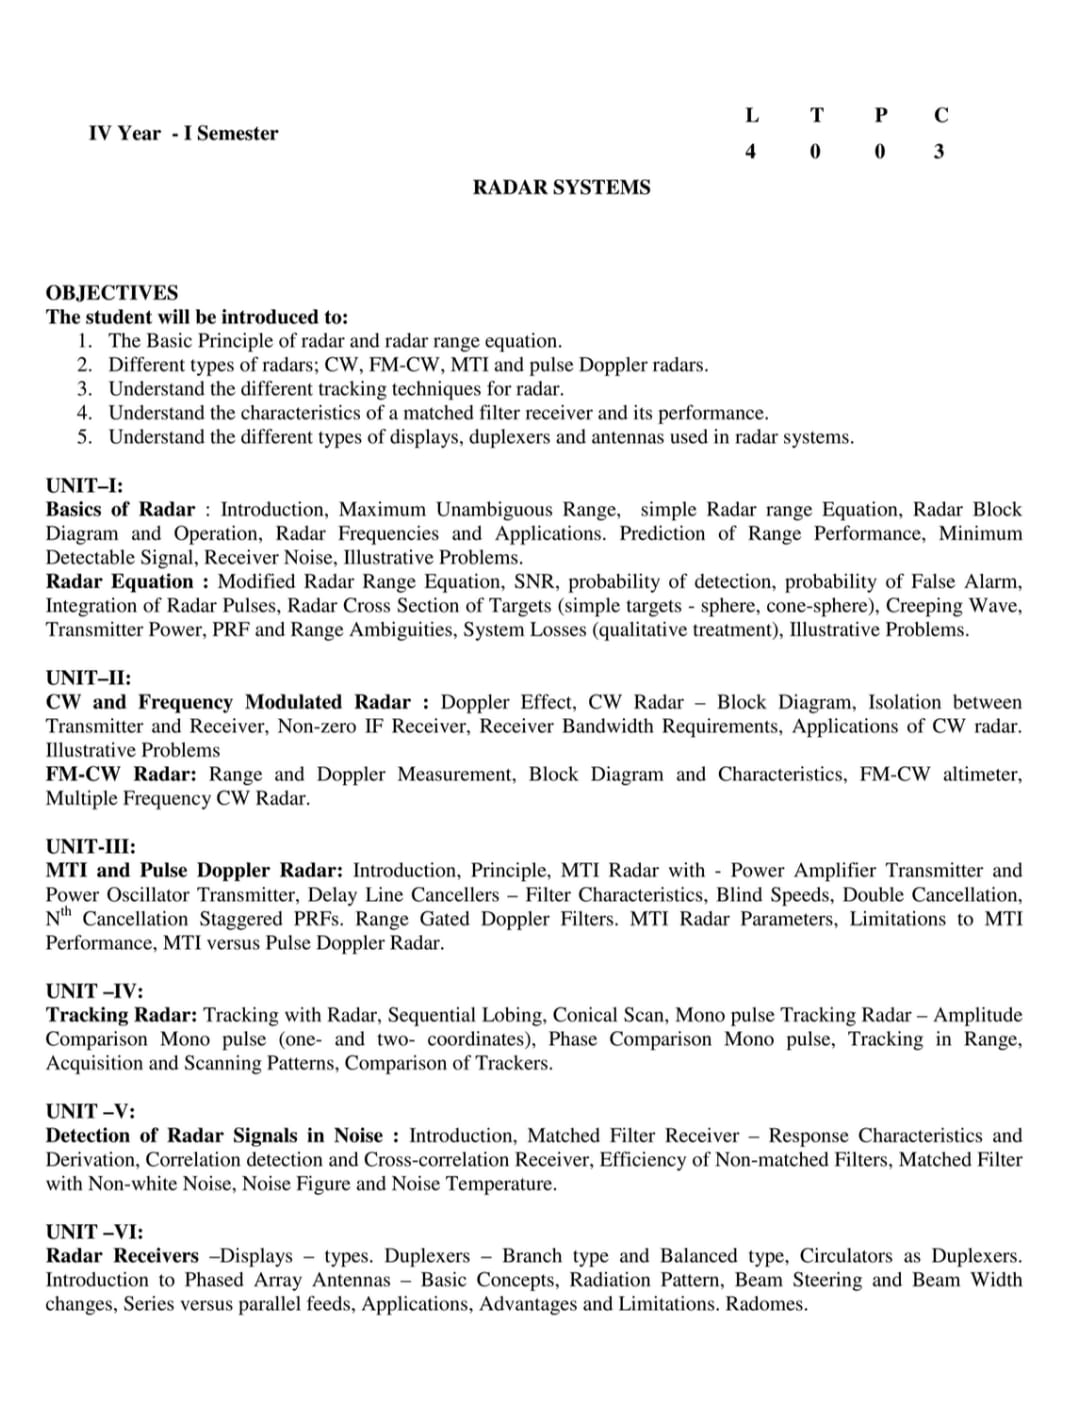 L T P C
IV Year - I Semester
4 0 0 3
RADAR SYSTEMS
OBJECTIVES
The student will be introduced to:
1. The Basic Principle of radar and radar range equation.
2. Different types of radars; CW, FM-CW, MTI and pulse Doppler radars.
3. Understand the different tracking techniques for radar.
4. Understand the characteristics of a matched filter receiver and its performance.
5. Understand the different types of displays, duplexers and antennas used in radar systems.
UNIT–I:
Basics of Radar : Introduction, Maximum Unambiguous Range, simple Radar range Equation, Radar Block
Diagram and Operation, Radar Frequencies and Applications. Prediction of Range Performance, Minimum
Detectable Signal, Receiver Noise, Illustrative Problems.
Radar Equation : Modified Radar Range Equation, SNR, probability of detection, probability of False Alarm,
Integration of Radar Pulses, Radar Cross Section of Targets (simple targets - sphere, cone-sphere), Creeping Wave,
Transmitter Power, PRF and Range Ambiguities, System Losses (qualitative treatment), Illustrative Problems.
UNIT–II:
CW and Frequency Modulated Radar : Doppler Effect, CW Radar – Block Diagram, Isolation between
Transmitter and Receiver, Non-zero IF Receiver, Receiver Bandwidth Requirements, Applications of CW radar.
Illustrative Problems
FM-CW Radar: Range and Doppler Measurement, Block Diagram and Characteristics, FM-CW altimeter,
Multiple Frequency CW Radar.
UNIT-III:
MTI and Pulse Doppler Radar: Introduction, Principle, MTI Radar with - Power Amplifier Transmitter and
Power Oscillator Transmitter, Delay Line Cancellers – Filter Characteristics, Blind Speeds, Double Cancellation,
Nth Cancellation Staggered PRFs. Range Gated Doppler Filters. MTI Radar Parameters, Limitations to MTI
Performance, MTI versus Pulse Doppler Radar.
UNIT –IV:
Tracking Radar: Tracking with Radar, Sequential Lobing, Conical Scan, Mono pulse Tracking Radar – Amplitude
Comparison Mono pulse (one- and two- coordinates), Phase Comparison Mono pulse, Tracking in Range,
Acquisition and Scanning Patterns, Comparison of Trackers.
UNIT –V:
Detection of Radar Signals in Noise : Introduction, Matched Filter Receiver – Response Characteristics and
Derivation, Correlation detection and Cross-correlation Receiver, Efficiency of Non-matched Filters, Matched Filter
with Non-white Noise, Noise Figure and Noise Temperature.
UNIT –VI:
Radar Receivers –Displays – types. Duplexers – Branch type and Balanced type, Circulators as Duplexers.
Introduction to Phased Array Antennas – Basic Concepts, Radiation Pattern, Beam Steering and Beam Width
changes, Series versus parallel feeds, Applications, Advantages and Limitations. Radomes.